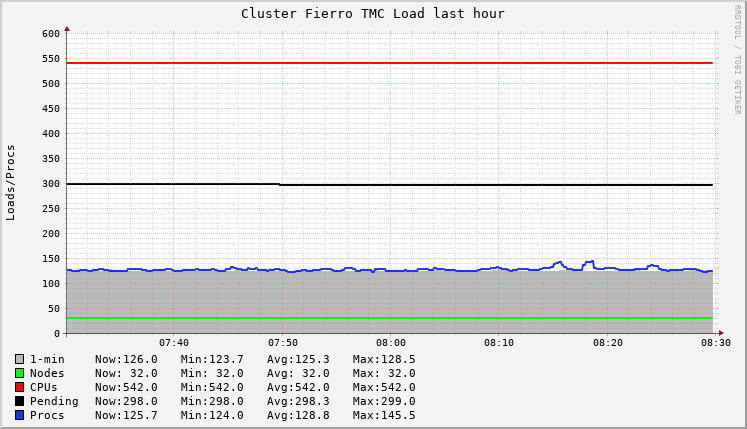 Cluster Fierro TMC Load last hour
RRDTOOL / TOBI OETIKER
Loads/Procs
600
550
500
450
400
350
300
250
200
150
100
50
0
07:40 07:50 08:00 08:10 08:20 08:30
1-min Now:126.0 Min:123.7 Avg:125.3 Max:128.5
Nodes Now: 32.0 Min: 32.0 Avg: 32.0 Max: 32.0
CPUs Now:542.0 Min:542.0 Avg:542.0 Max:542.0
Pending Now:298.0 Min:298.0 Avg:298.3 Max:299.0
Procs Now:125.7 Min:124.0 Avg:128.8 Max:145.5